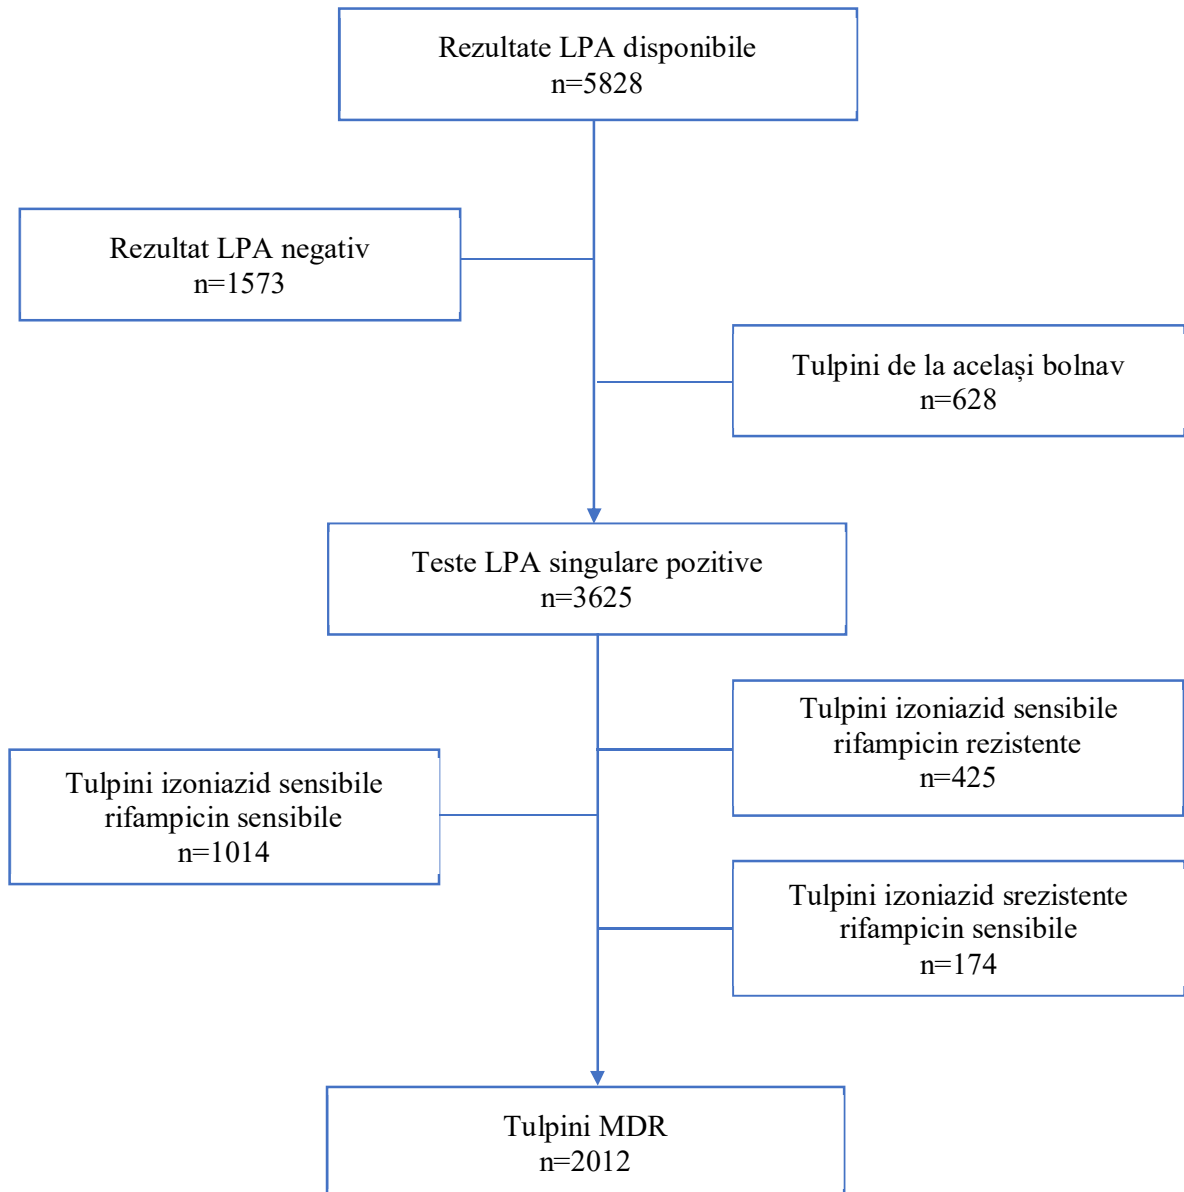 Rezultate LPA disponibile
n=5828
Rezultat LPA negativ
n=1573
Tulpini de la același bolnav
n=628
Teste LPA singulare pozitive
n=3625
Tulpini izoniazid sensibile
rifampicin rezistente
n=425
Tulpini izoniazid sensibile
rifampicin sensibile
n=1014
Tulpini izoniazid srezistente
rifampicin sensibile
n=174
Tulpini MDR
n=2012